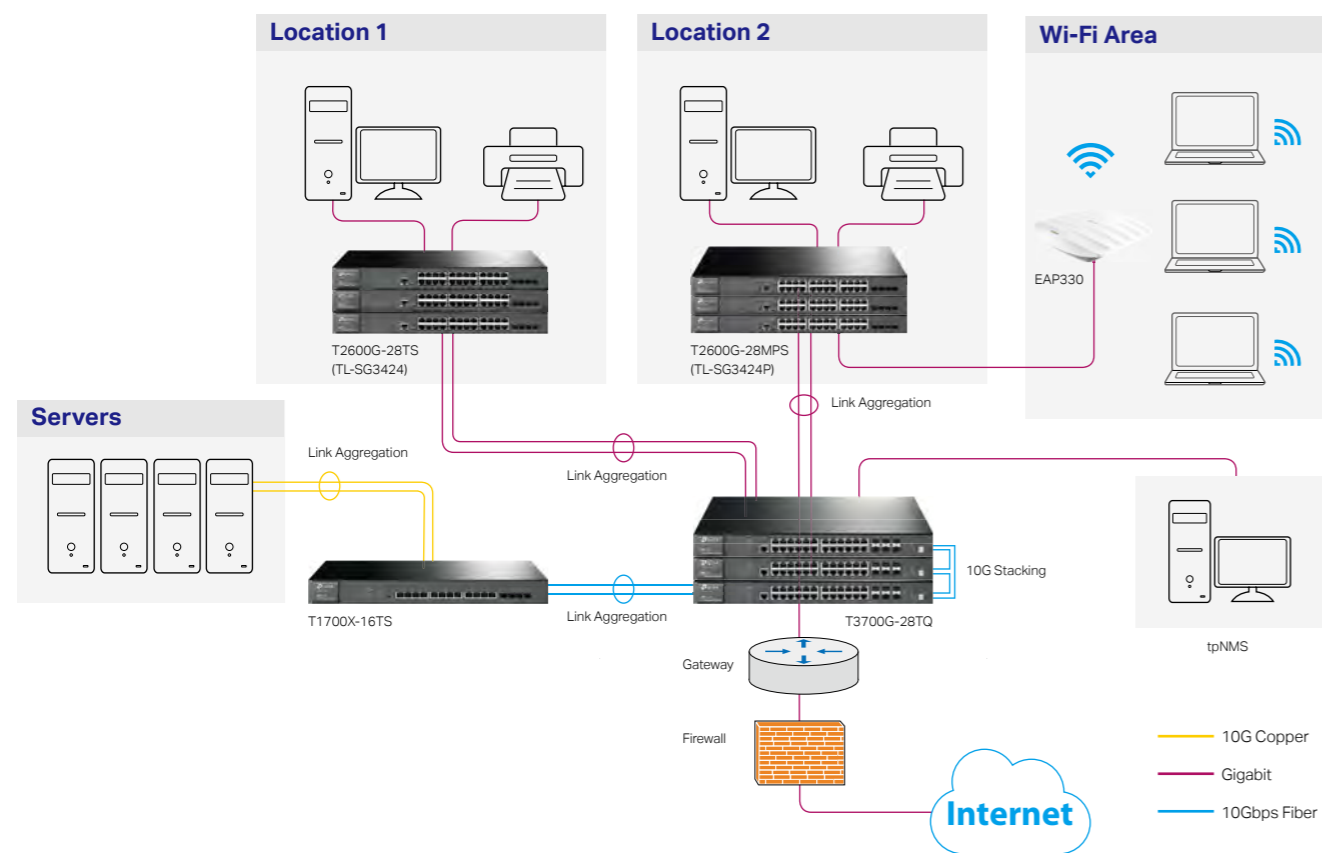 Location 1
Location 2
Wi-Fi Area
EAP330
T2600G-28TS
(TL-SG3424)
T2600G-28MPS
(TL-SG3424P)
Link Aggregation
Servers
Link Aggregation
Link Aggregation
10G Stacking
Link Aggregation
T1700X-16TS
T3700G-28TQ
tpNMS
Gateway
Firewall
10G Copper
Gigabit
10Gbps Fiber
Internet